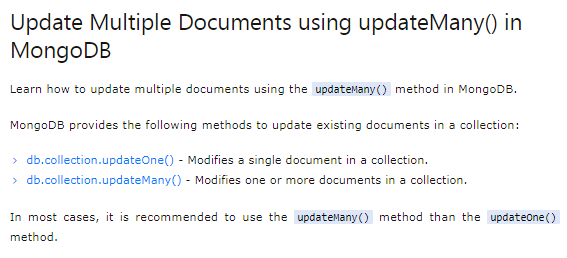 Update Multiple Documents using updateMany() in
MongoDB
Learn how to update multiple documents using the updateMany() method in MongoDB.
MongoDB provides the following methods to update existing documents in a collection:
> db.collection.updateOne() - Modifies a single document in a collection.
> db.collection.updateMany() - Modifies one or more documents in a collection.
In most cases, it is recommended to use the updateMany() method than the updateOne()
method.